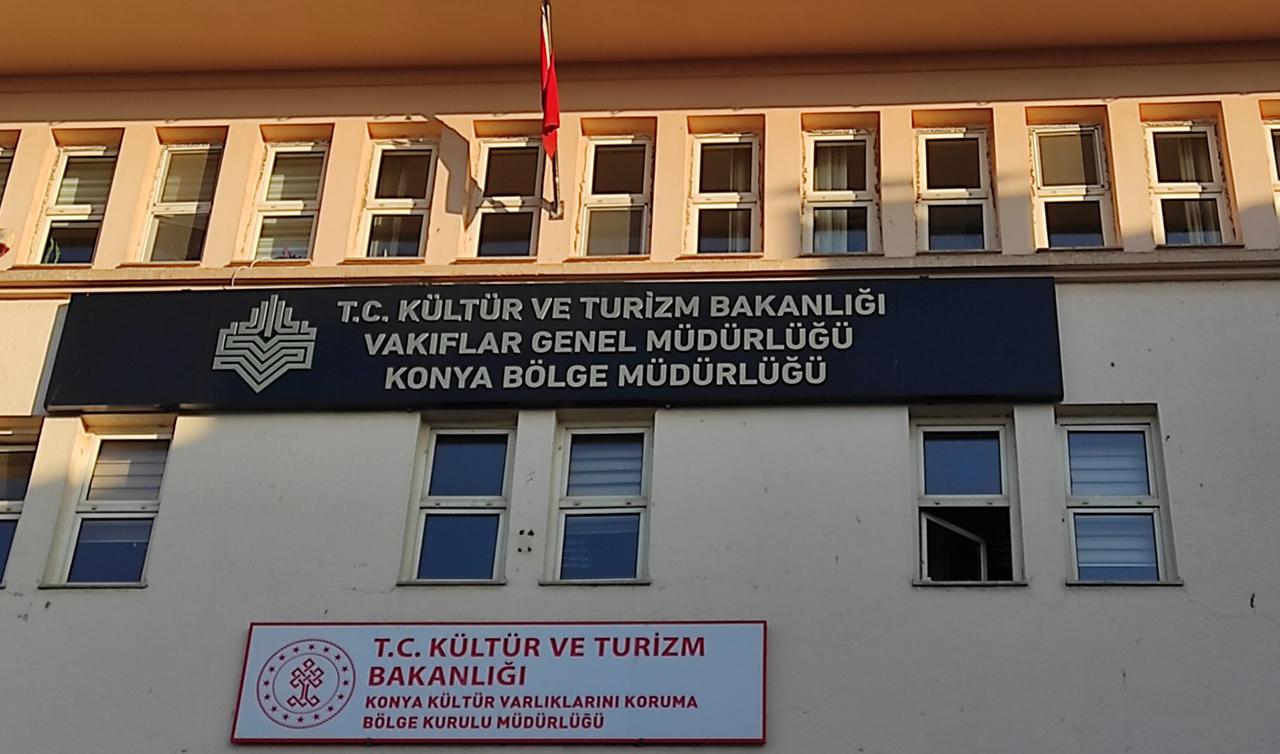 T.C. KÜLTÜR VE TURİZM BAKANLIĞI
VAKIFLAR GENEL MÜDÜRLÜĞÜ
KONYA BÖLGE MÜDÜRLÜĞÜ
T.C. KÜLTÜR VE TURİZM
BAKANLIĞI
KONYA KÜLTÜR VARLIKLARINI KORUMA
BÖLGE KURULU MÜDÜRLÜĞÜ